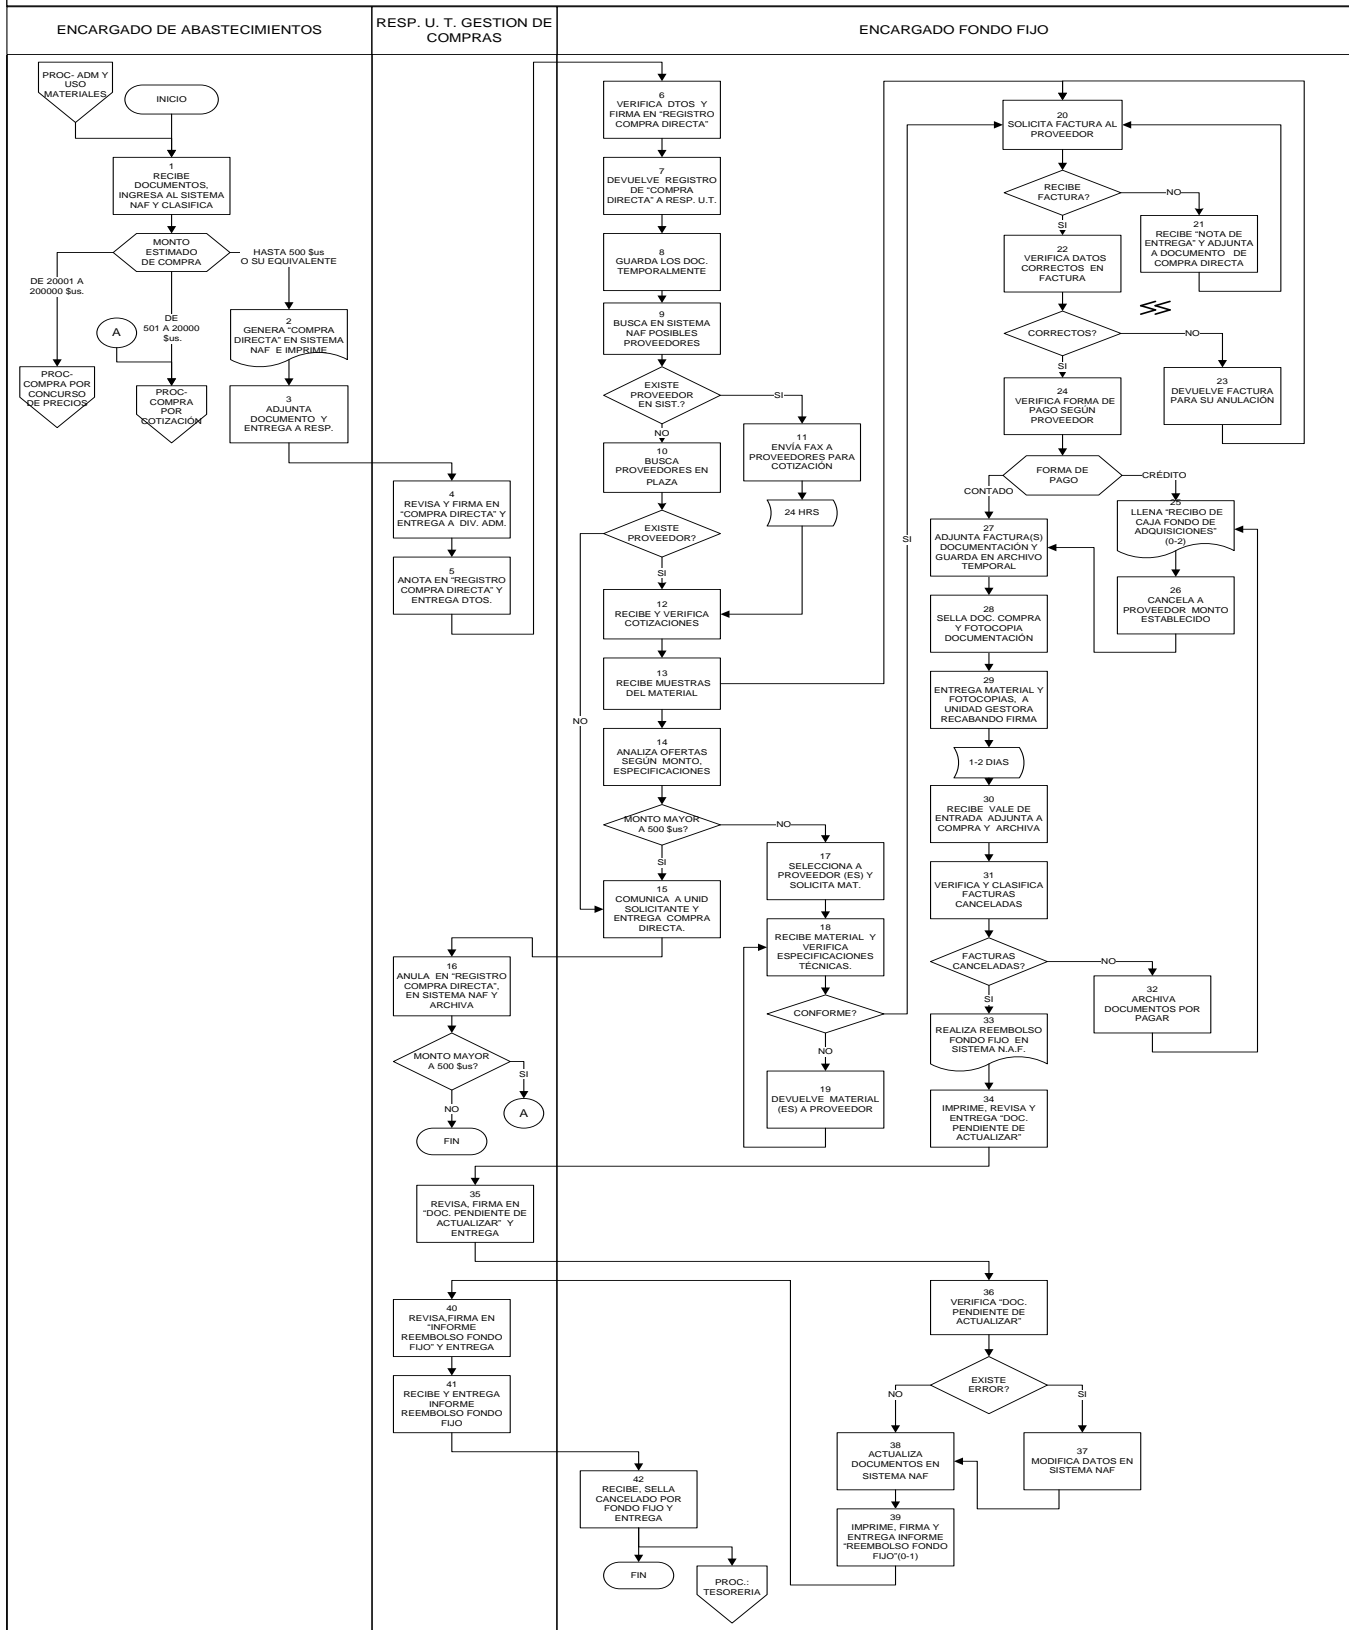 ENCARGADO DE ABASTECIMIENTOS
RESP. U. T. GESTION DE
COMPRAS
ENCARGADO FONDO FIJO
PROC- ADM Y
USO
MATERIALES
INICIO
1
RECIBE
DOCUMENTOS,
INGRESA AL SISTEMA
NAF Y CLASIFICA
MONTO
ESTIMADO
DE COMPRA
HASTA 500 $us
O SU EQUIVALENTE
DE 20001 A
200000 $us.
DE
501 A 20000
$us.
A
2
GENERA "COMPRA
DIRECTA" EN SISTEMA
NAF E IMPRIME
PROC-
COMPRA POR
CONCURSO
DE PRECIOS
PROC-
COMPRA
POR
COTIZACIÓN
3
ADJUNTA
DOCUMENTO Y
ENTREGA A RESP.
4
REVISA Y FIRMA EN
"COMPRA DIRECTA" Y
ENTREGA A DIV. ADM.
5
ANOTA EN "REGISTRO
COMPRA DIRECTA" Y
ENTREGA DTOS.
6
VERIFICA DTOS Y
FIRMA EN "REGISTRO
COMPRA DIRECTA"
7
DEVUELVE REGISTRO
DE "COMPRA
DIRECTA" A RESP. U.T.
8
GUARDA LOS DOC.
TEMPORALMENTE
9
BUSCA EN SISTEMA
NAF POSIBLES
PROVEEDORES
EXISTE
PROVEEDOR
EN SIST.?
SI
NO
10
BUSCA
PROVEEDORES EN
PLAZA
11
ENVÍA FAX A
PROVEEDORES PARA
COTIZACIÓN
24 HRS
EXISTE
PROVEEDOR?
SI
NO
12
RECIBE Y VERIFICA
COTIZACIONES
13
RECIBE MUESTRAS
DEL MATERIAL
14
ANALIZA OFERTAS
SEGÚN MONTO,
ESPECIFICACIONES
MONTO MAYOR
A 500 $us?
NO
SI
15
COMUNICA A UNID
SOLICITANTE Y
ENTREGA COMPRA
DIRECTA.
16
ANULA EN "REGISTRO
COMPRA DIRECTA",
EN SISTEMA NAF Y
ARCHIVA
MONTO MAYOR
A 500 $us?
SI
NO
A
FIN
17
SELECCIONA A
PROVEEDOR (ES) Y
SOLICITA MAT.
18
RECIBE MATERIAL Y
VERIFICA
ESPECIFICACIONES
TÉCNICAS.
CONFORME?
SI
NO
19
DEVUELVE MATERIAL
(ES) A PROVEEDOR
20
SOLICITA FACTURA AL
PROVEEDOR
RECIBE
FACTURA?
NO
SI
21
RECIBE "NOTA DE
ENTREGA" Y ADJUNTA
A DOCUMENTO DE
COMPRA DIRECTA
22
VERIFICA DATOS
CORRECTOS EN
FACTURA
CORRECTOS?
NO
SI
23
DEVUELVE FACTURA
PARA SU ANULACIÓN
24
VERIFICA FORMA DE
PAGO SEGÚN
PROVEEDOR
FORMA DE
PAGO
CONTADO
CRÉDITO
25
LLENA "RECIBO DE
CAJA FONDO DE
ADQUISICIONES"
(0-2)
26
CANCELA A
PROVEEDOR MONTO
ESTABLECIDO
27
ADJUNTA FACTURA(S)
DOCUMENTACIÓN Y
GUARDA EN ARCHIVO
TEMPORAL
28
SELLA DOC. COMPRA
Y FOTOCOPIA
DOCUMENTACIÓN
29
ENTREGA MATERIAL Y
FOTOCOPIAS, A
UNIDAD GESTORA
RECABANDO FIRMA
1-2 DIAS
30
RECIBE VALE DE
ENTRADA ADJUNTA A
COMPRA Y ARCHIVA
31
VERIFICA Y CLASIFICA
FACTURAS
CANCELADAS
FACTURAS
CANCELADAS?
NO
SI
32
ARCHIVA
DOCUMENTOS POR
PAGAR
33
REALIZA REEMBOLSO
FONDO FIJO EN
SISTEMA N.A.F.
34
IMPRIME, REVISA Y
ENTREGA "DOC.
PENDIENTE DE
ACTUALIZAR"
35
REVISA, FIRMA EN
"DOC. PENDIENTE DE
ACTUALIZAR" Y
ENTREGA
36
VERIFICA "DOC.
PENDIENTE DE
ACTUALIZAR"
EXISTE
ERROR?
NO
SI
37
MODIFICA DATOS EN
SISTEMA NAF
38
ACTUALIZA
DOCUMENTOS EN
SISTEMA NAF
39
IMPRIME, FIRMA Y
ENTREGA INFORME
"REEMBOLSO FONDO
FIJO"(0-1)
40
REVISA,FIRMA EN
"INFORME
REEMBOLSO FONDO
FIJO" Y ENTREGA
41
RECIBE Y ENTREGA
INFORME
REEMBOLSO FONDO
FIJO
42
RECIBE, SELLA
CANCELADO POR
FONDO FIJO Y
ENTREGA
FIN
PROC.:
TESORERIA